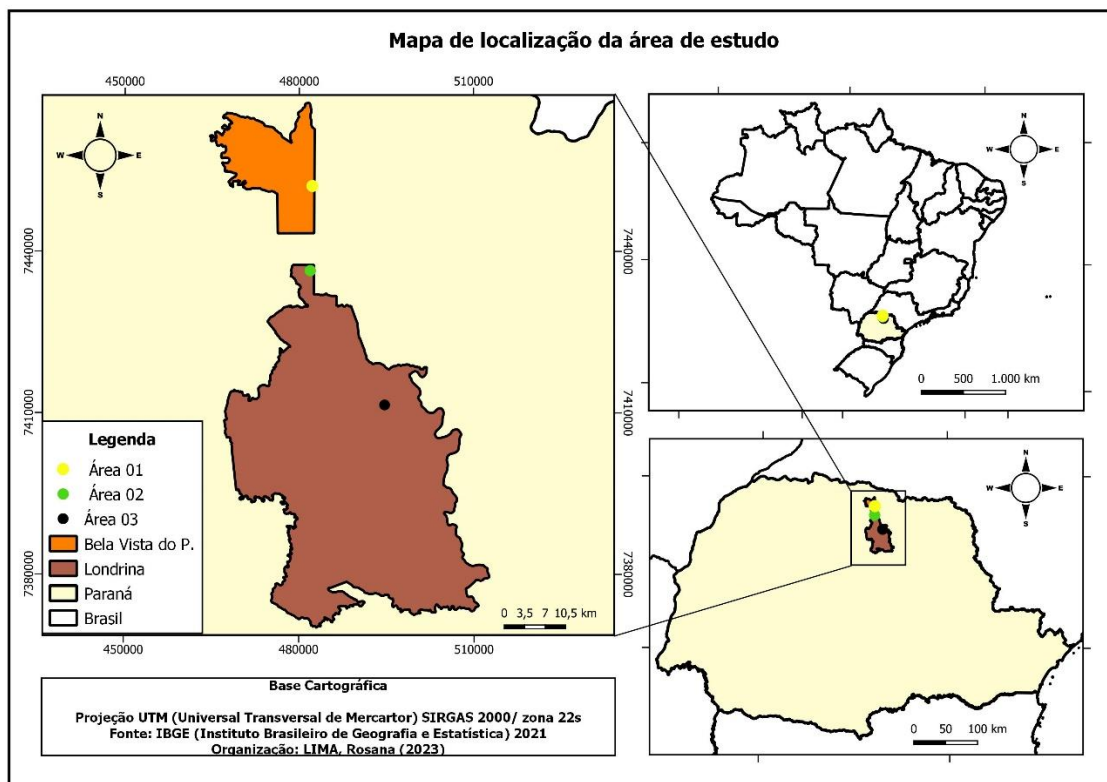 Mapa de localização da área de estudo
450000 480000 510000
N
W E
S
7440000
7410000
7380000
Legenda
Área 01
Área 02
Área 03
Bela Vista do P.
Londrina
Paraná
Brasil
0 3,5 7 10,5 km
7440000
7410000
7380000
450000 480000 510000
N
W E
S
0 500 1.000 km
N
W E
S
0 50 100 km
Base Cartográfica
Projeção UTM (Universal Transversal de Mercartor) SIRGAS 2000/ zona 22s
Fonte: IBGE (Instituto Brasileiro de Geografia e Estatística) 2021
Organização: LIMA, Rosana (2023)